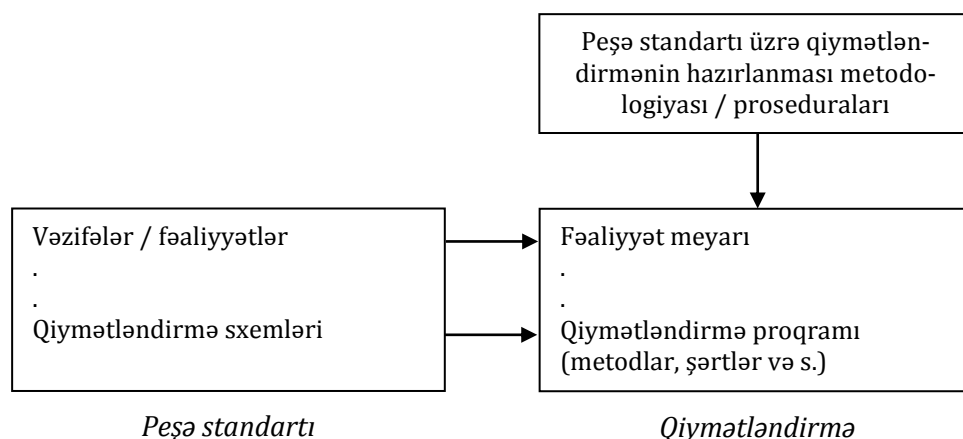 Peşə standartı üzrə qiymətlən-
dirmənin hazırlanması metodo-
logiyası / proseduraları
Vəzifələr / fəaliyyətlər
.
.
Qiymətləndirmə sxemləri
Fəaliyyət meyarı
.
.
Qiymətləndirmə proqramı
(metodlar, şərtlər və s.)
Peşə standartı
Qiymətləndirmə